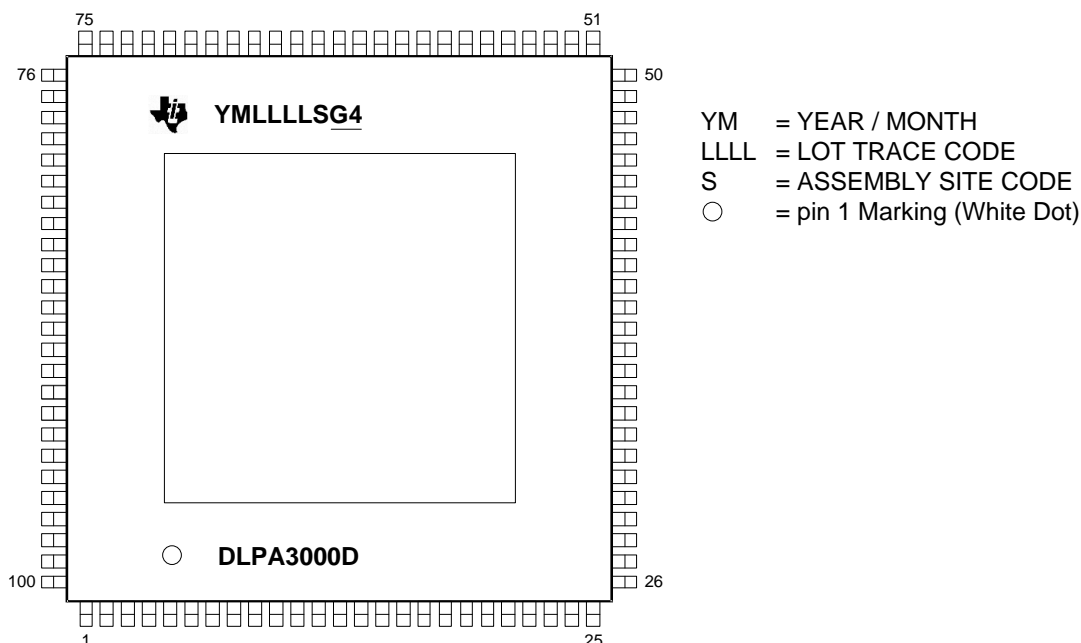 75 51
76 50
YMLLLLSG4
YM = YEAR / MONTH
LLLL = LOT TRACE CODE
S = ASSEMBLY SITE CODE
○ = pin 1 Marking (White Dot)
DLPA3000D
100 26
1 25